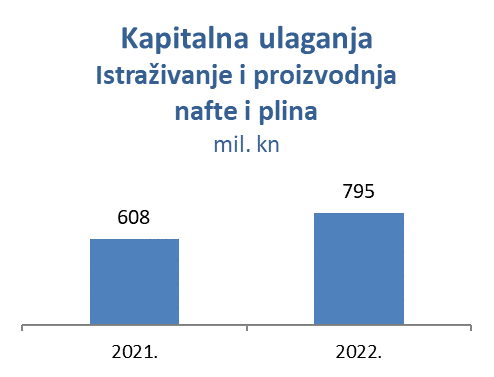 Kapitalna ulaganja
Istraživanje i proizvodnja
nafte i plina
mil. kn
608
795
2021.
2022.